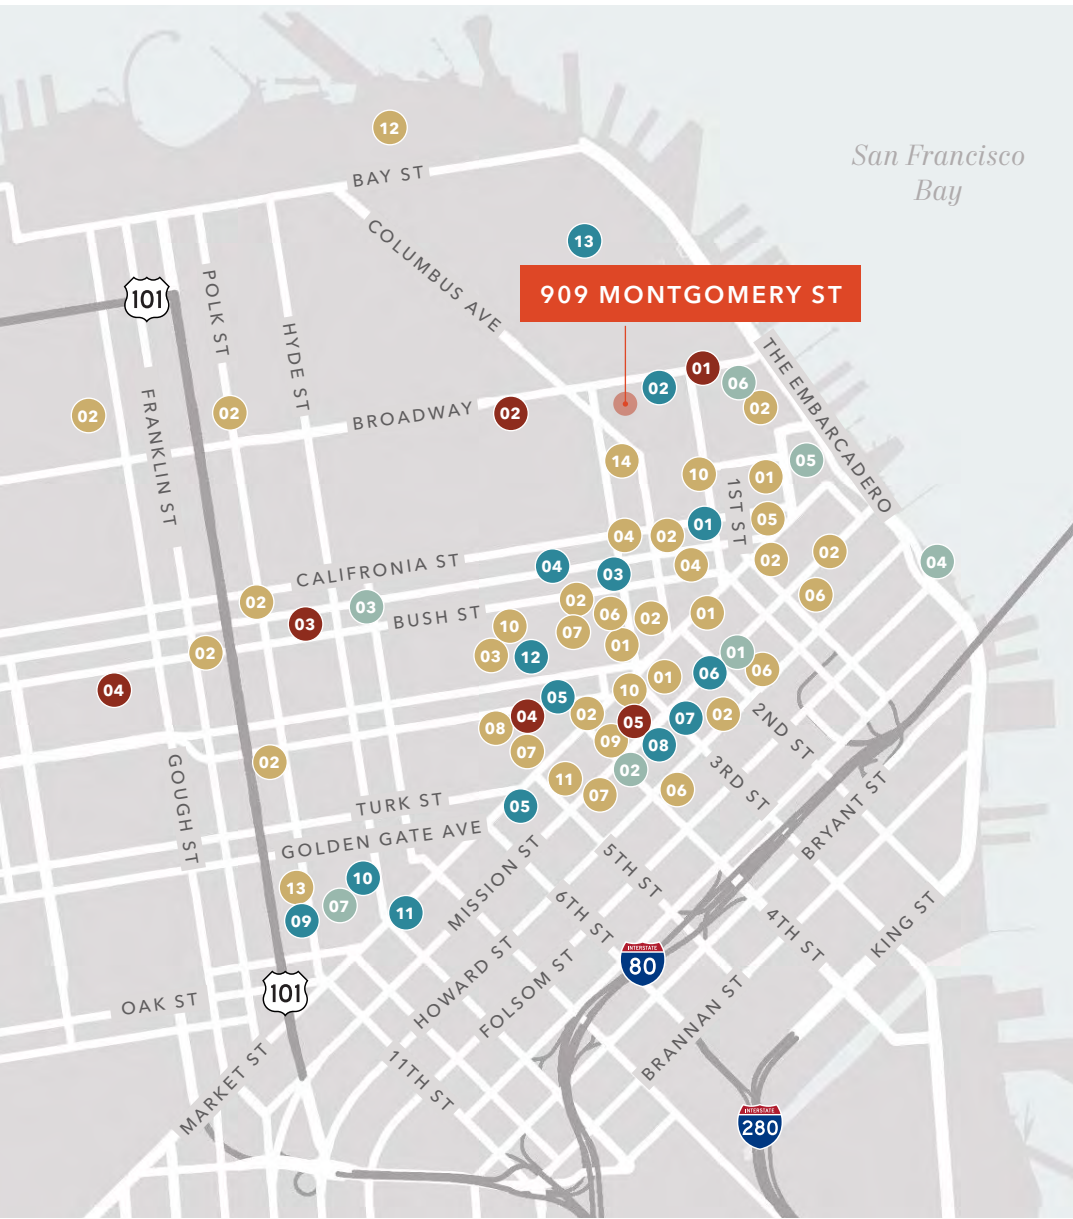 12
San Francisco
Bay
BAY ST
13
COLUMBUS AVE
909 MONTGOMERY ST
101
POLK ST
HYDE ST
THE EMBARCADERO
01
02
06
02
02
02
02
FRANKLIN ST
BROADWAY
14
10
01
05
1ST ST
05
01
04
02
02
02
04
04
04
03
CALIFRONIA ST
06
02
03
02
03
BUSH ST
06
02
01
10
07
01
03
12
02
01
06
06
04
01
10
05
02
04
05
07
02
08
2ND ST
09
08
07
02
02
GOUGH ST
3RD ST
11
07
06
05
TURK ST
BRYANT ST
GOLDEN GATE AVE
MISSION ST
5TH ST
10
13
07
09
11
6TH ST
4TH ST
KING ST
INTERSTATE
80
HOWARD ST
FOLSOM ST
101
OAK ST
BRANNAN ST
MARKET ST
11TH ST
INTERSTATE
280